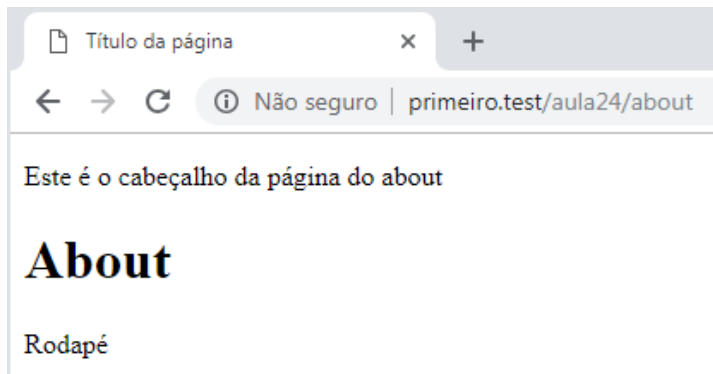 Título da página
Não seguro | primeiro.test/aula24/about
Este é o cabeçalho da página do about
About
Rodapé